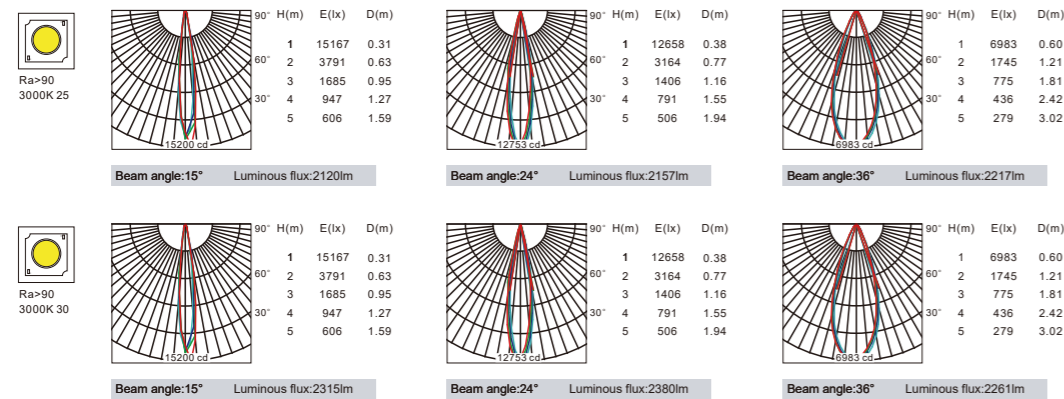 Ra>90
3000K 25
90° H(m) E(lx) D(m)
1 15167 0.31
60° 2 3791 0.63
3 1685 0.95
30° 4 947 1.27
5 606 1.59
15200 cd
Beam angle:15° Luminous flux:2120lm
90° H(m) E(lx) D(m)
1 12658 0.38
60° 2 3164 0.77
3 1406 1.16
30° 4 791 1.55
5 506 1.94
12753 cd
Beam angle:24° Luminous flux:2157lm
90° H(m) E(lx) D(m)
1 6983 0.60
60° 2 1745 1.21
3 775 1.81
30° 4 436 2.42
5 279 3.02
6983 cd
Beam angle:36° Luminous flux:2217lm
Ra>90
3000K 30
90° H(m) E(lx) D(m)
1 15167 0.31
60° 2 3791 0.63
3 1685 0.95
30° 4 947 1.27
5 606 1.59
15200 cd
Beam angle:15° Luminous flux:2315lm
90° H(m) E(lx) D(m)
1 12658 0.38
60° 2 3164 0.77
3 1406 1.16
30° 4 791 1.55
5 506 1.94
12753 cd
Beam angle:24° Luminous flux:2380lm
90° H(m) E(lx) D(m)
1 6983 0.60
60° 2 1745 1.21
3 775 1.81
30° 4 436 2.42
5 279 3.02
6983 cd
Beam angle:36° Luminous flux:2261lm